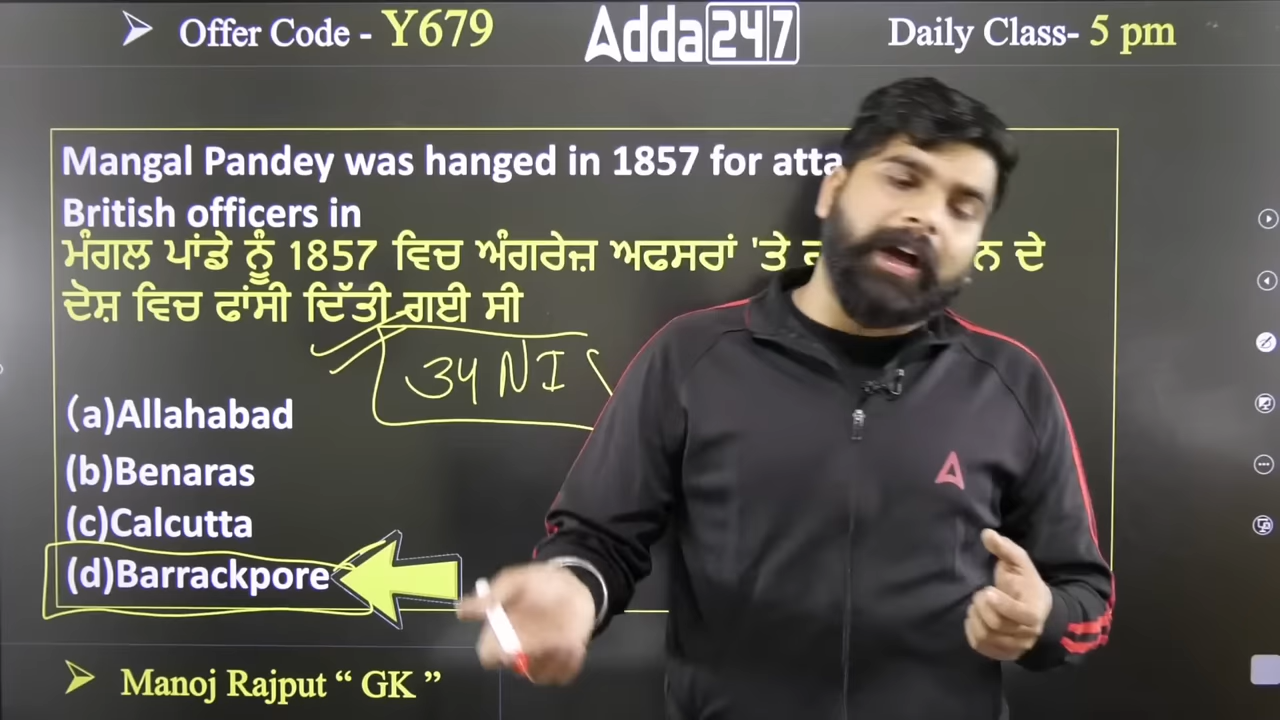 Offer Code - Y679
Adda247
Daily Class- 5 pm
Mangal Pandey was hanged in 1857 for
British officers in
ਮੰਗਲ ਪਾਂਡੇ ਨੂੰ 1857 ਵਿਚ ਅੰਗਰੇਜ਼ ਅਫਸਰਾਂ 'ਤੇ ਦੇ
ਦੋਸ਼ ਵਿਚ ਫਾਂਸੀ ਦਿੱਤੀ ਗਈ ਸੀ
34 NI
(a)Allahabad
(b)Benaras
(c)Calcutta
(d)Barrackpore
Manoj Rajput “ GK ”